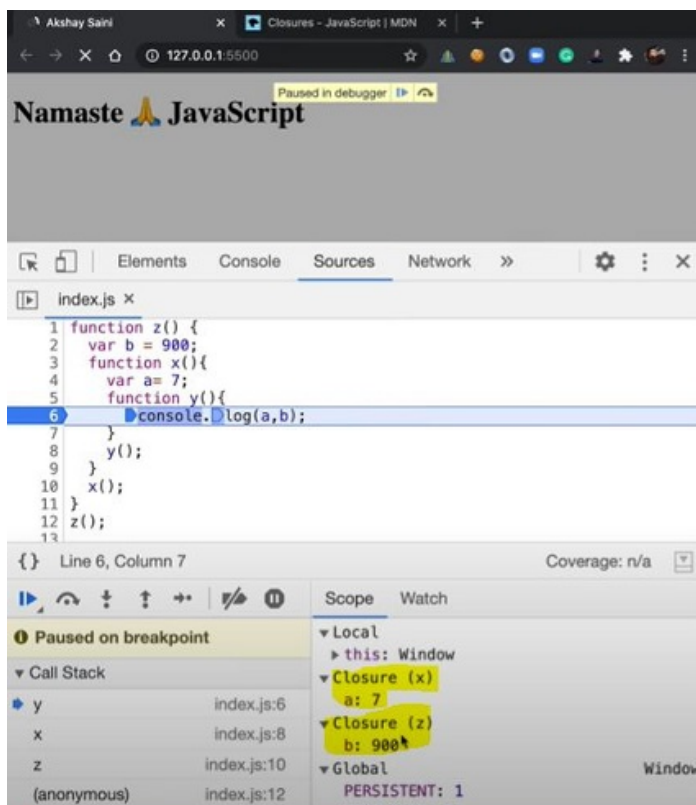 Akshay Saini × Closures - JavaScript | MDN × +
127.0.0.1:5500
Paused in debugger
Namaste 🙏 JavaScript
Elements Console Sources Network »
index.js ×
1 function z() {
2 var b = 900;
3 function x(){
4 var a= 7;
5 function y(){
6 console.log(a,b);
7 }
8 y();
9 }
10 x();
11 }
12 z();
13
{} Line 6, Column 7 Coverage: n/a
Scope Watch
Paused on breakpoint
Call Stack
y index.js:6
x index.js:8
z index.js:10
(anonymous) index.js:12
Local
this: Window
Closure (x)
a: 7
Closure (z)
b: 900
Global Window
PERSISTENT: 1